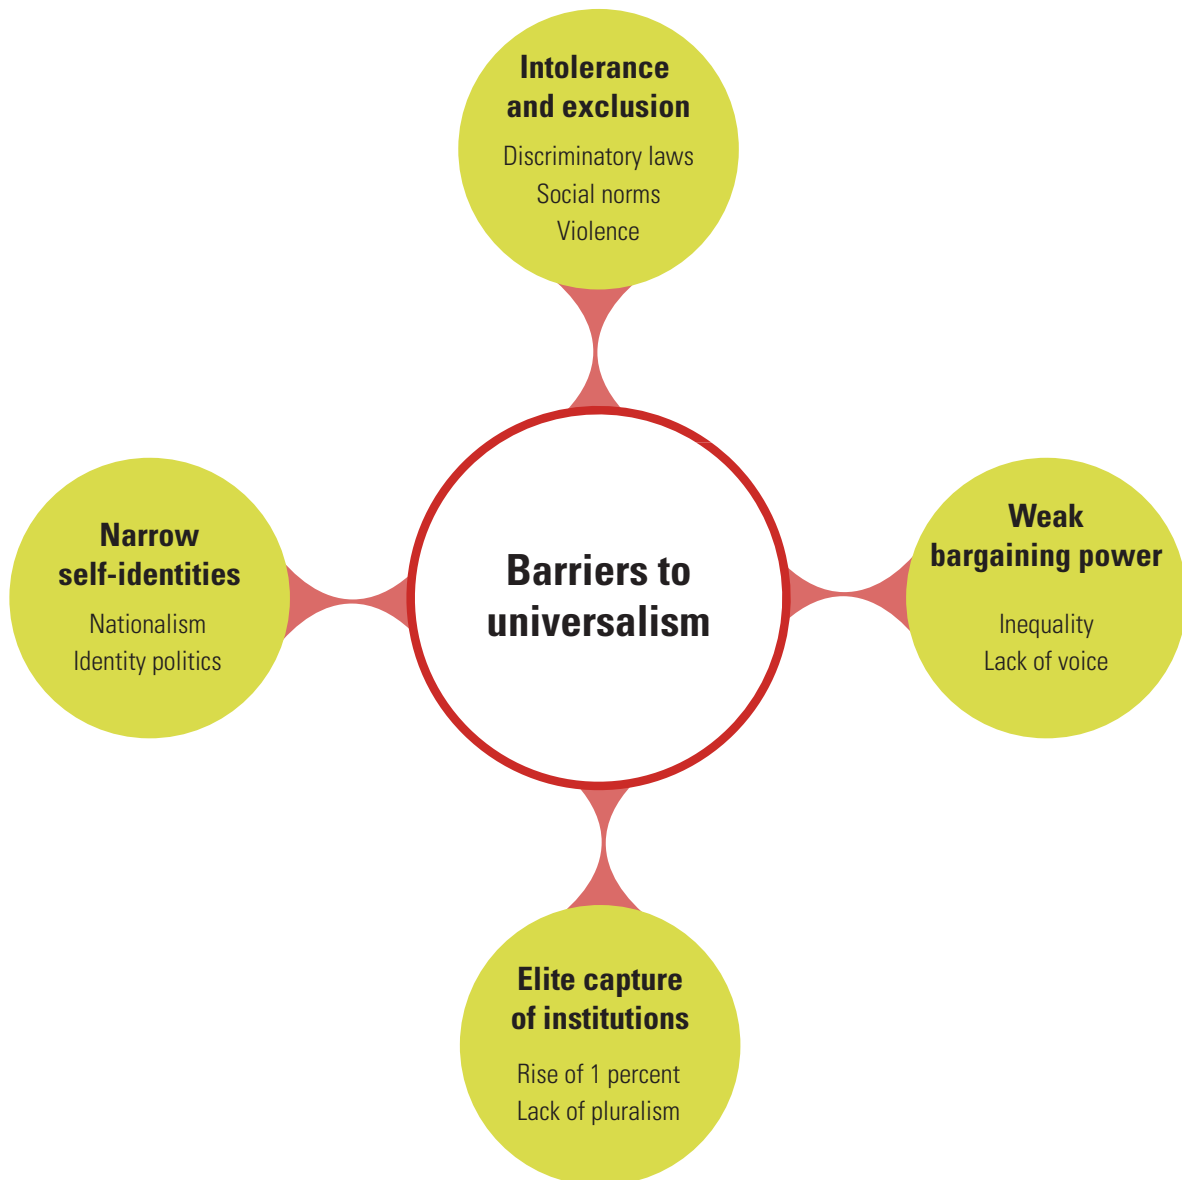 Intolerance
and exclusion
Discriminatory laws
Social norms
Violence
Narrow
self-identities
Nationalism
Identity politics
Barriers to
universalism
Weak
bargaining power
Inequality
Lack of voice
Elite capture
of institutions
Rise of 1 percent
Lack of pluralism